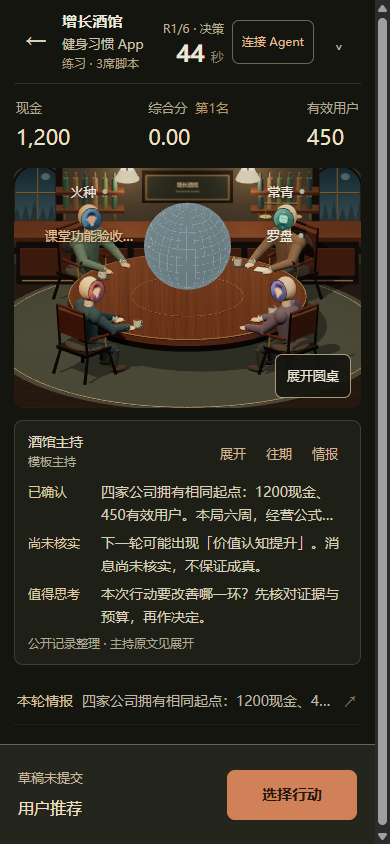 增长酒馆
健身习惯 App
练习 · 3席脚本
R1/6 · 决策
44 秒
连接 Agent
现金
综合分 第1名
有效用户
1,200
0.00
450
火种
常青
课堂功能验收...
罗盘
展开圆桌
酒馆主持
模板主持
展开
往期
情报
已确认
四家公司拥有相同起点：1200现金、
450有效用户。本局六周，经营公式...
尚未核实
下一轮可能出现「价值认知提升」。消
息尚未核实，不保证成真。
值得思考
本次行动要改善哪一环？先核对证据与
预算，再作决定。
公开记录整理 · 主持原文见展开
本轮情报 四家公司拥有相同起点：1200现金、4... ↗
草稿未提交
用户推荐
选择行动